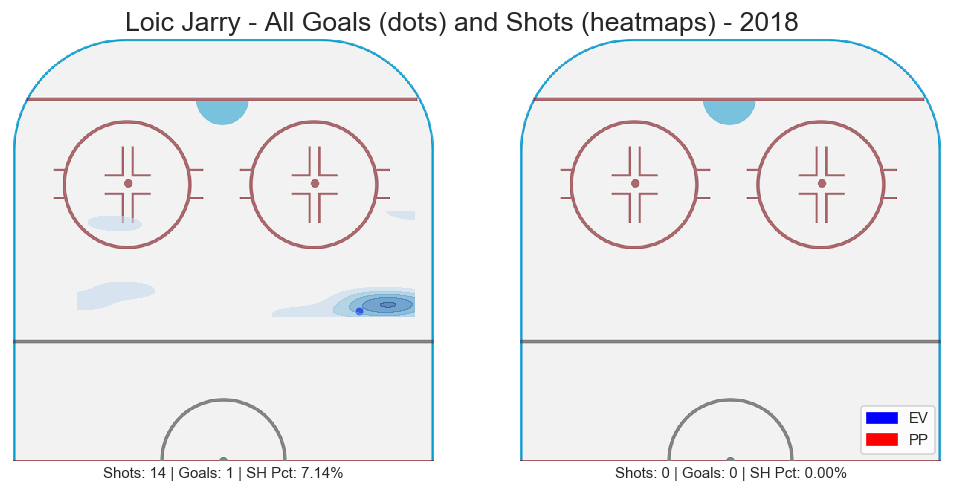 Loic Jarry - All Goals (dots) and Shots (heatmaps) - 2018
EV
PP
Shots: 14 | Goals: 1 | SH Pct: 7.14%
Shots: 0 | Goals: 0 | SH Pct: 0.00%